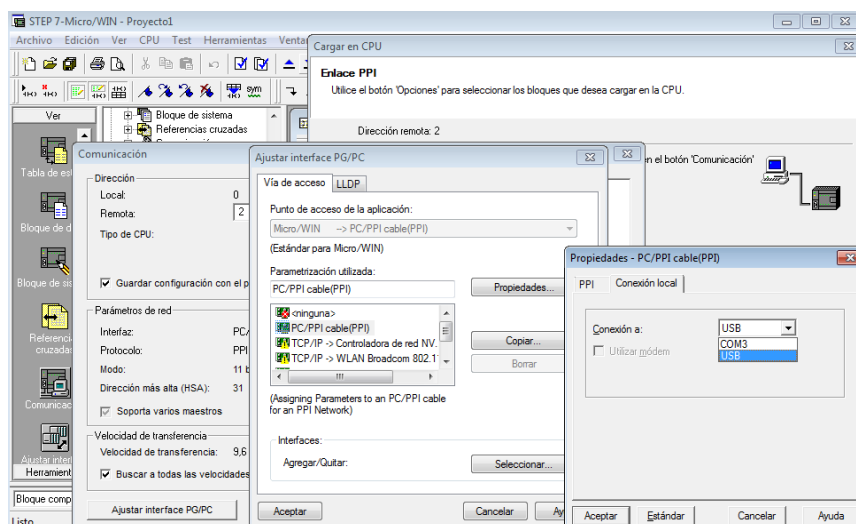 STEP 7-Micro/WIN - Proyecto1
Archivo Edición Ver CPU Test Herramientas Venta
sym
Ver
Tabla de es
Bloque de d
Bloque de sis
Referenci
cruzadas
Comunicac
Ajustar interf
Herramient
Bloque de sistema
Referencias cruzadas
Bloque comp
Listo
Cargar en CPU
Enlace PPI
Utilice el botón 'Opciones' para seleccionar los bloques que desea cargar en la CPU.
Dirección remota: 2
en el botón 'Comunicación'
Comunicación
Dirección
Local: 0
Remota: 2
Tipo de CPU:
Guardar configuración con el p
Parámetros de red
Interfaz: PC/
Protocolo: PPI
Modo: 11 b
Dirección más alta (HSA): 31
Soporta varios maestros
Velocidad de transferencia
Velocidad de transferencia: 9,6
Buscar a todas las velocidades
Ajustar interface PG/PC
Ajustar interface PG/PC
Vía de acceso LLDP
Punto de acceso de la aplicación:
Micro/WIN --> PC/PPI cable(PPI)
(Estándar para Micro/WIN)
Parametrización utilizada:
PC/PPI cable(PPI) Propiedades...
<ninguna>
PC/PPI cable(PPI)
TCP/IP -> Controladora de red NV.
TCP/IP -> WLAN Broadcom 802.1
Copiar...
Borrar
(Assigning Parameters to an PC/PPI cable
for an PPI Network)
Interfaces:
Agregar/Quitar: Seleccionar...
Aceptar Cancelar Ay
Propiedades - PC/PPI cable(PPI)
PPI Conexión local
Conexión a: USB
COM3
USB
Utilizar módem
Aceptar Estándar Cancelar Ayuda